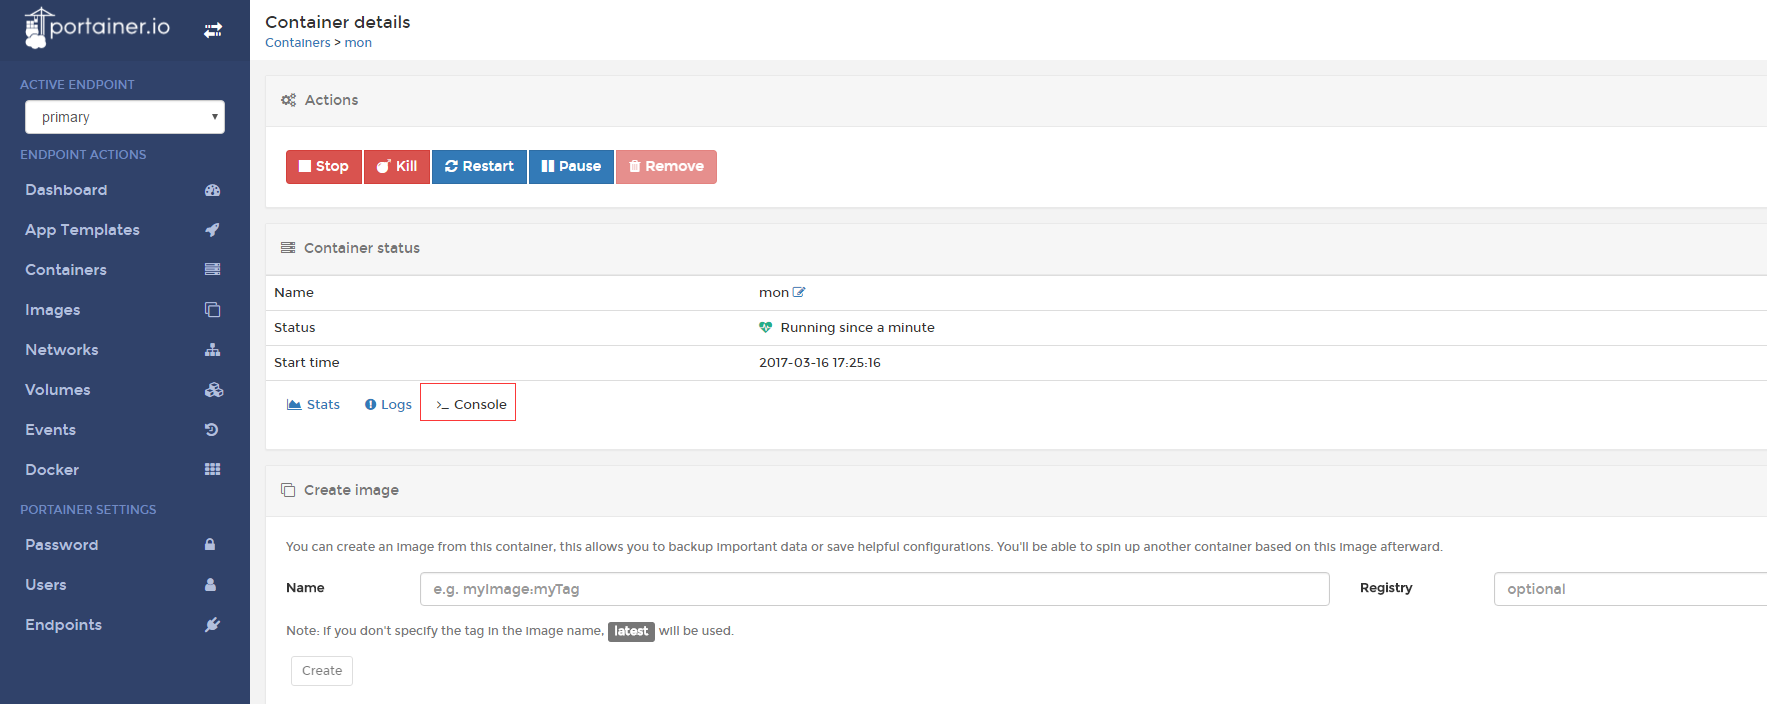 portainer.io
ACTIVE ENDPOINT
primary
ENDPOINT ACTIONS
Dashboard
App Templates
Containers
Images
Networks
Volumes
Events
Docker
PORTAINER SETTINGS
Password
Users
Endpoints
Container details
Containers > mon
Actions
Stop Kill Restart Pause Remove
Container status
Name mon
Status Running since a minute
Start time 2017-03-16 17:25:16
Stats Logs >_ Console
Create image
You can create an image from this container, this allows you to backup important data or save helpful configurations. You'll be able to spin up another container based on this image afterward.
Name e.g. myImage:myTag Registry optional
Note: if you don't specify the tag in the image name, latest will be used.
Create